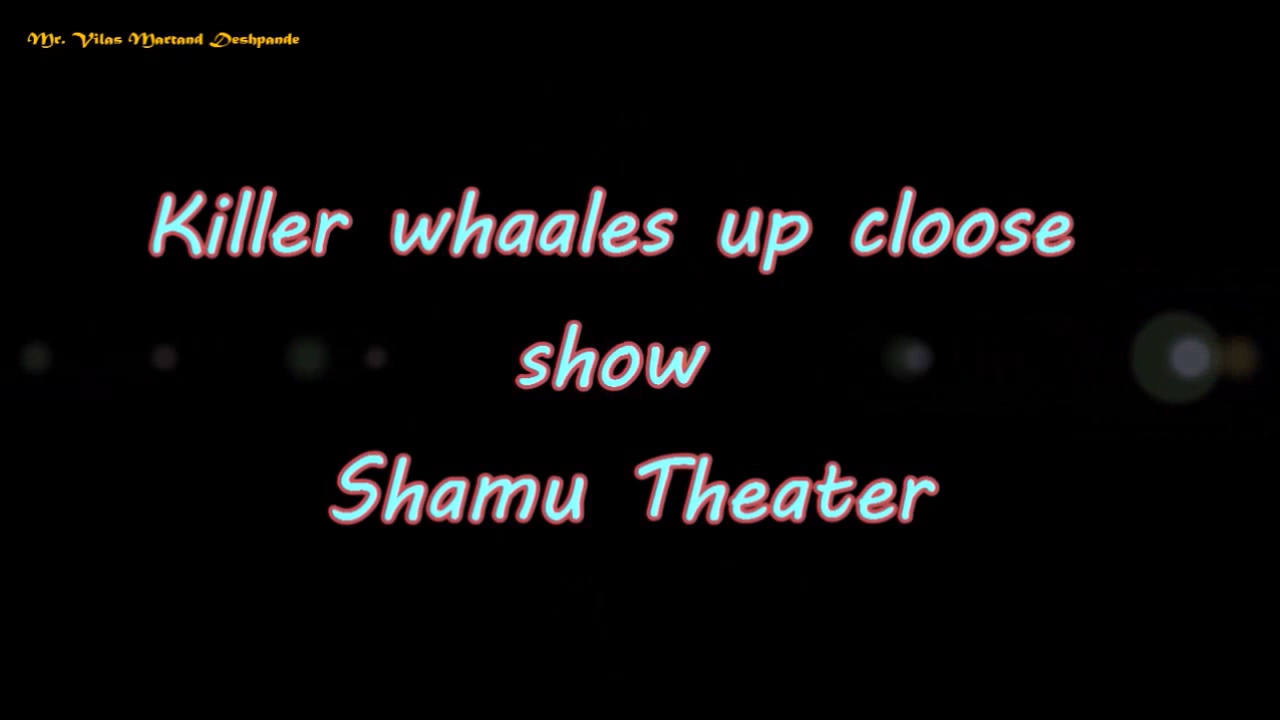 Mr. Vilas Martand Deshpande
Killer whaales up cloose
show
Shamu Theater